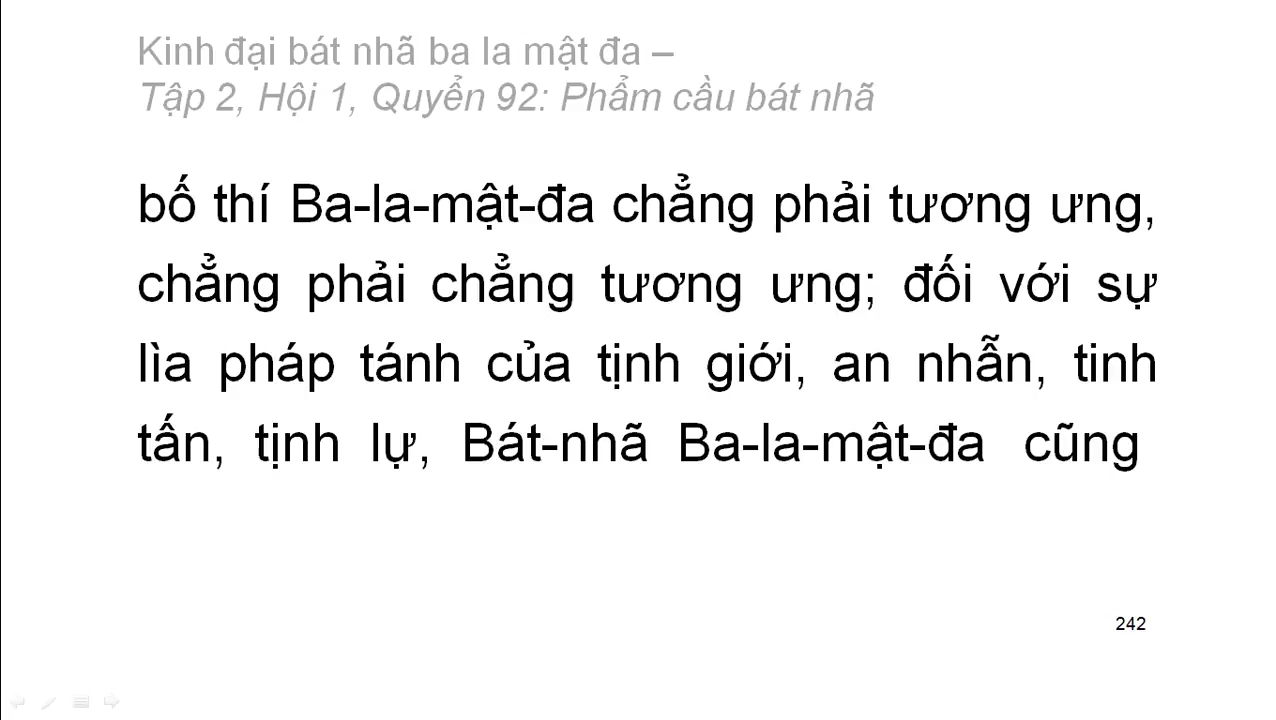 Kinh đại bát nhã ba la mật đa –
Tập 2, Hội 1, Quyển 92: Phẩm cầu bát nhã
bố thí Ba-la-mật-đa chẳng phải tương ưng,
chẳng phải chẳng tương ưng; đối với sự
lìa pháp tánh của tịnh giới, an nhẫn, tinh
tấn, tịnh lự, Bát-nhã Ba-la-mật-đa cũng
242